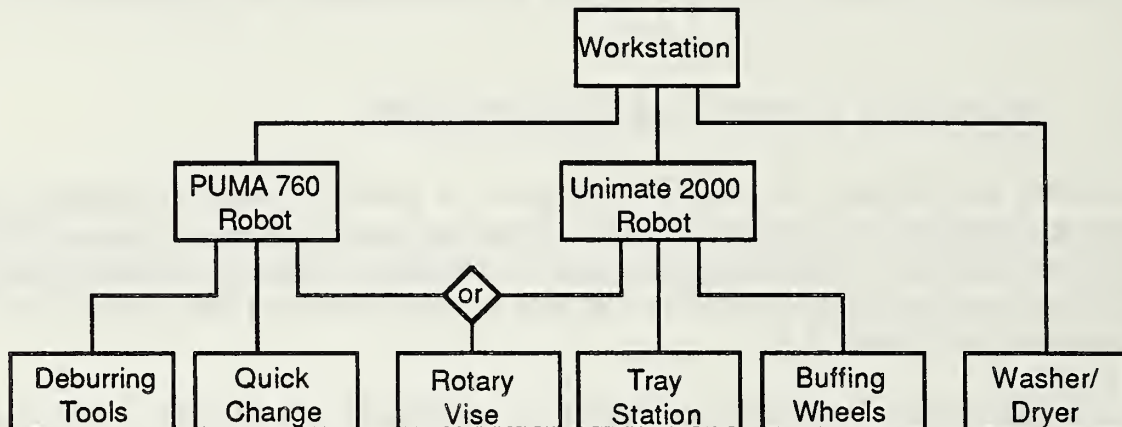 Workstation
PUMA 760
Robot
Unimate 2000
Robot
or
Deburring
Tools
Quick
Change
Rotary
Vise
Tray
Station
Buffing
Wheels
Washer/
Dryer